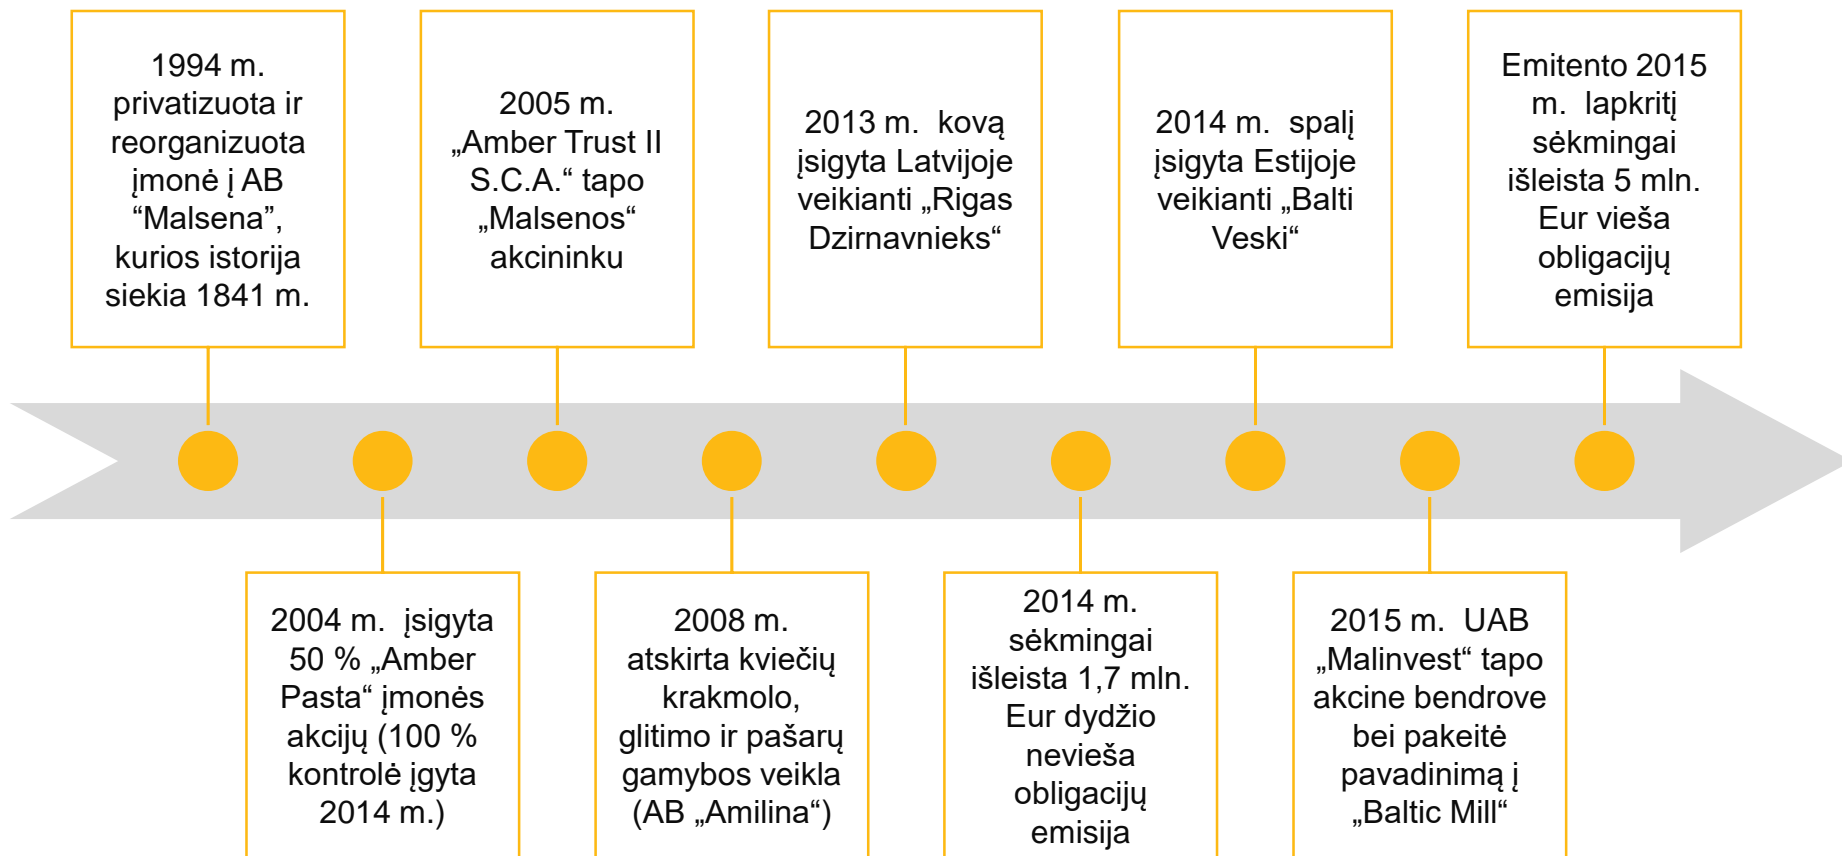 1994 m.
privatizuota ir
reorganizuota
įmonė į AB
“Malsena”,
kurios istorija
siekia 1841 m.
2004 m. įsigyta
50 % „Amber
Pasta“ įmonės
akcijų (100 %
kontrolė įgyta
2014 m.)
2005 m.
„Amber Trust II
S.C.A.“ tapo
„Malsenos“
akcininku
2008 m.
atskirta kviečių
krakmolo,
glitimo ir pašarų
gamybos veikla
(AB „Amilina“)
2013 m. kovą
įsigyta Latvijoje
veikianti „Rigas
Dzirnavnieks“
2014 m.
sėkmingai
išleista 1,7 mln.
Eur dydžio
nevieša
obligacijų
emisija
2014 m. spalį
įsigyta Estijoje
veikianti „Balti
Veski“
2015 m. UAB
„Malinvest“ tapo
akcine bendrove
bei pakeitė
pavadinimą į
„Baltic Mill“
Emitento 2015
m. lapkritį
sėkmingai
išleista 5 mln.
Eur vieša
obligacijų
emisija